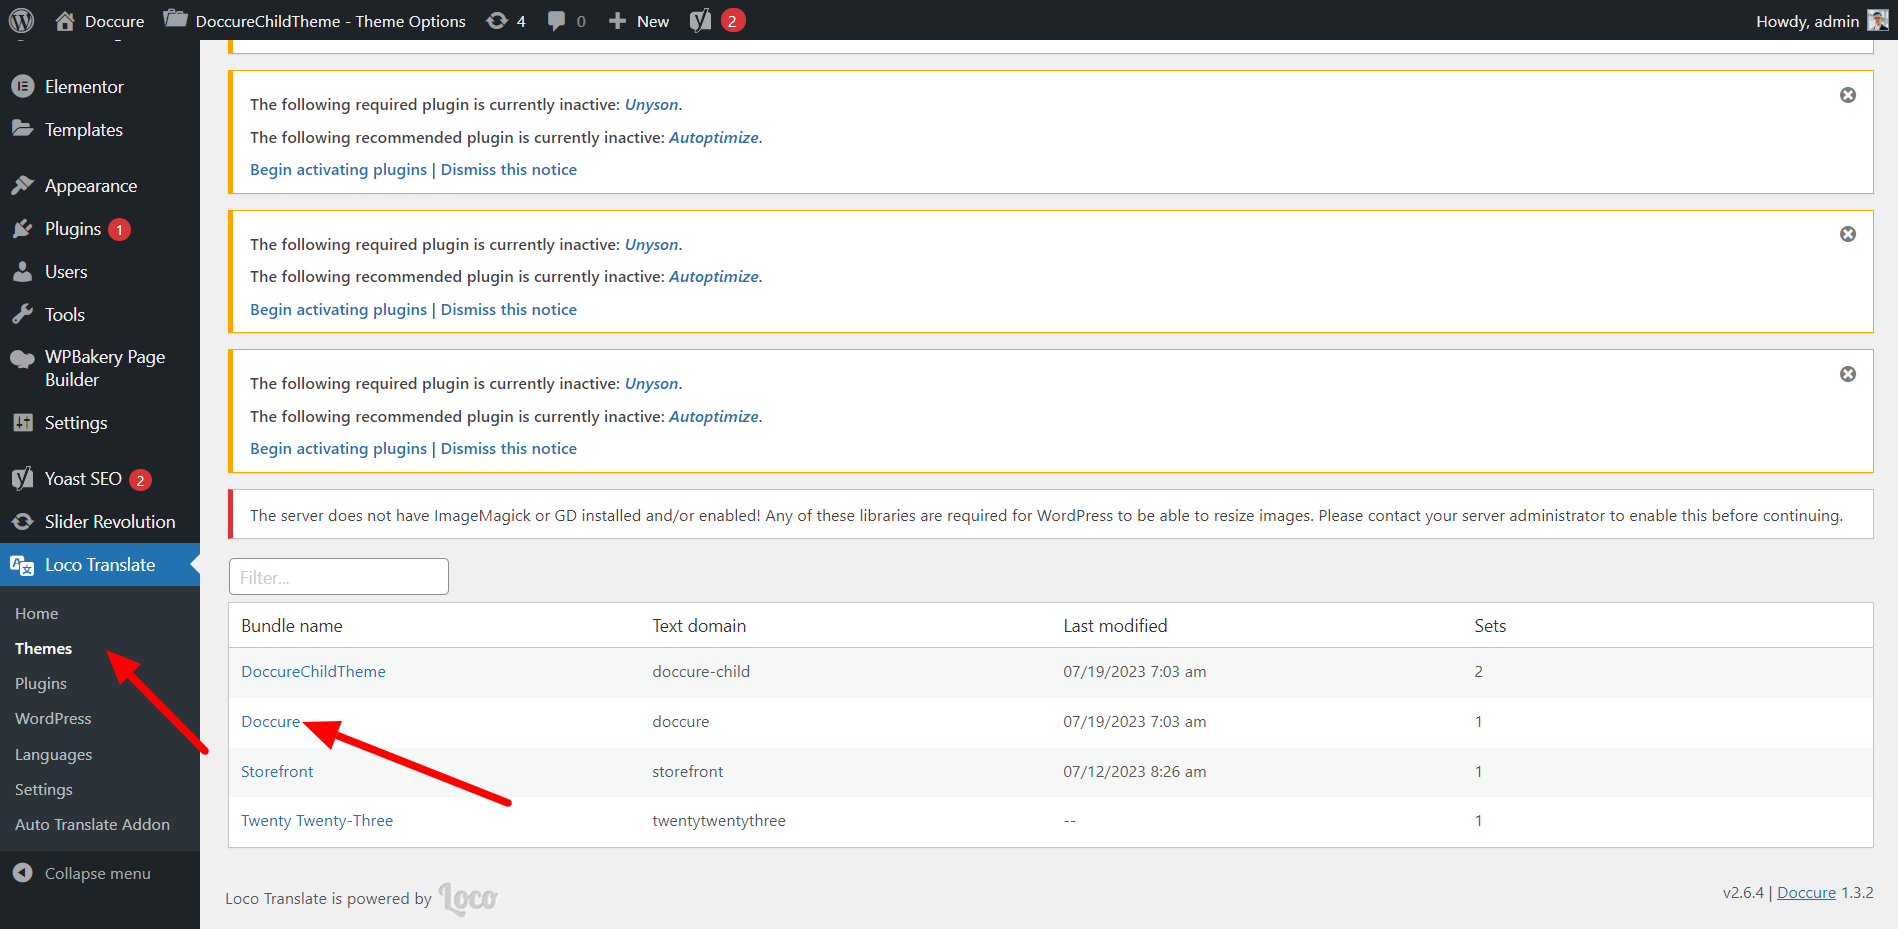 Doccure
DoccureChildTheme - Theme Options
4
0
New
2
Howdy, admin
Elementor
Templates
Appearance
Plugins 1
Users
Tools
WPBakery Page
Builder
Settings
Yoast SEO 2
Slider Revolution
Loco Translate
Home
Themes
Plugins
WordPress
Languages
Settings
Auto Translate Addon
Collapse menu
The following required plugin is currently inactive: Unyson.
The following recommended plugin is currently inactive: Autoptimize.
Begin activating plugins | Dismiss this notice
The following required plugin is currently inactive: Unyson.
The following recommended plugin is currently inactive: Autoptimize.
Begin activating plugins | Dismiss this notice
The following required plugin is currently inactive: Unyson.
The following recommended plugin is currently inactive: Autoptimize.
Begin activating plugins | Dismiss this notice
The server does not have ImageMagick or GD installed and/or enabled! Any of these libraries are required for WordPress to be able to resize images. Please contact your server administrator to enable this before continuing.
Filter...
Bundle name Text domain Last modified Sets
DoccureChildTheme doccure-child 07/19/2023 7:03 am 2
Doccure doccure 07/19/2023 7:03 am 1
Storefront storefront 07/12/2023 8:26 am 1
Twenty Twenty-Three twentytwentythree -- 1
Loco Translate is powered by Loco
v2.6.4 | Doccure 1.3.2